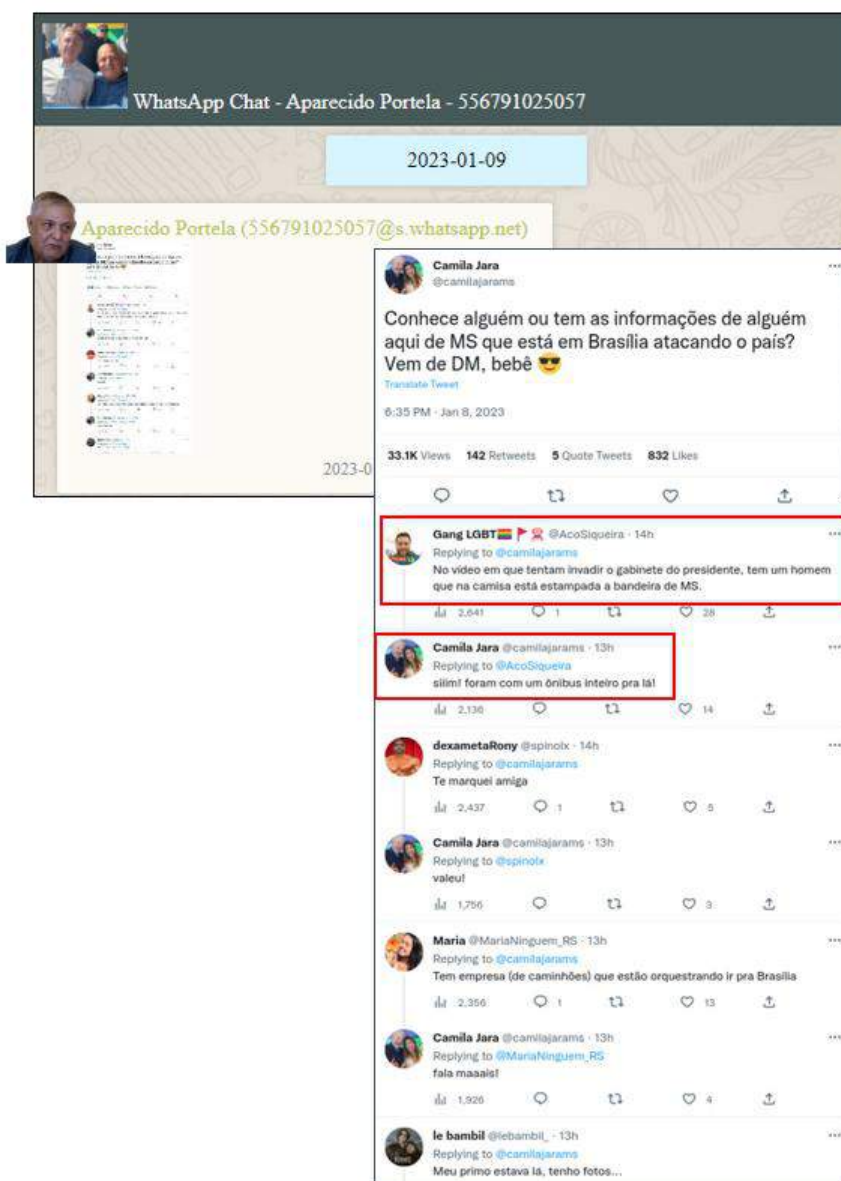 WhatsApp Chat - Aparecido Portela - 556791025057
2023-01-09
Aparecido Portela (556791025057@s.whatsapp.net)
2023-0
Camila Jara
@camilajarams
Conhece alguém ou tem as informações de alguém
aqui de MS que está em Brasília atacando o país?
Vem de DM, bebê 😎
Translate Tweet
6:35 PM · Jan 8, 2023
33.1K Views 142 Retweets 5 Quote Tweets 832 Likes
Gang LGBT🏳️‍🌈🚩 @AcoSiqueira · 14h
Replying to @camilajarams
No vídeo em que tentam invadir o gabinete do presidente, tem um homem
que na camisa está estampada a bandeira de MS.
2,641 1 28
Camila Jara @camilajarams · 13h
Replying to @AcoSiqueira
siiim! foram com um ônibus inteiro pra lá!
2,136 14
dexametaRony @spinolx · 14h
Replying to @camilajarams
Te marquei amiga
2,437 1 5
Camila Jara @camilajarams · 13h
Replying to @spinolx
valeu!
1,756 3
Maria @MariaNinguem_RS · 13h
Replying to @camilajarams
Tem empresa (de caminhões) que estão orquestrando ir pra Brasília
2,356 1 13
Camila Jara @camilajarams · 13h
Replying to @MariaNinguem_RS
fala maaais!
1,926 4
le bambil @lebambil_ · 13h
Replying to @camilajarams
Meu primo estava lá, tenho fotos...